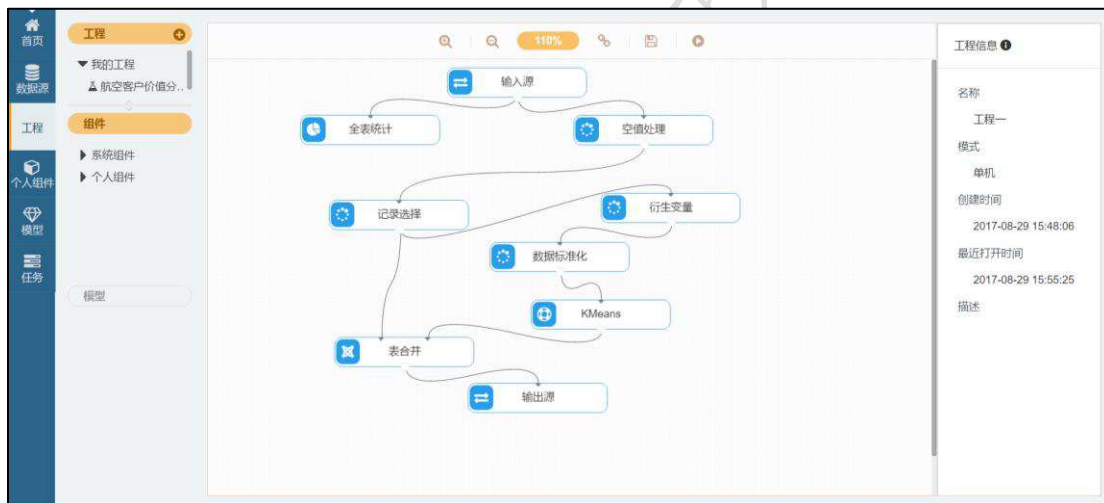 首页
数据源
工程
个人组件
模型
任务
工程
我的工程
航空客户价值分...
组件
系统组件
个人组件
模型
110%
输入源
全表统计
空值处理
记录选择
衍生变量
数据标准化
KMeans
表合并
输出源
工程信息
名称
工程一
模式
单机
创建时间
2017-08-29 15:48:06
最近打开时间
2017-08-29 15:55:25
描述